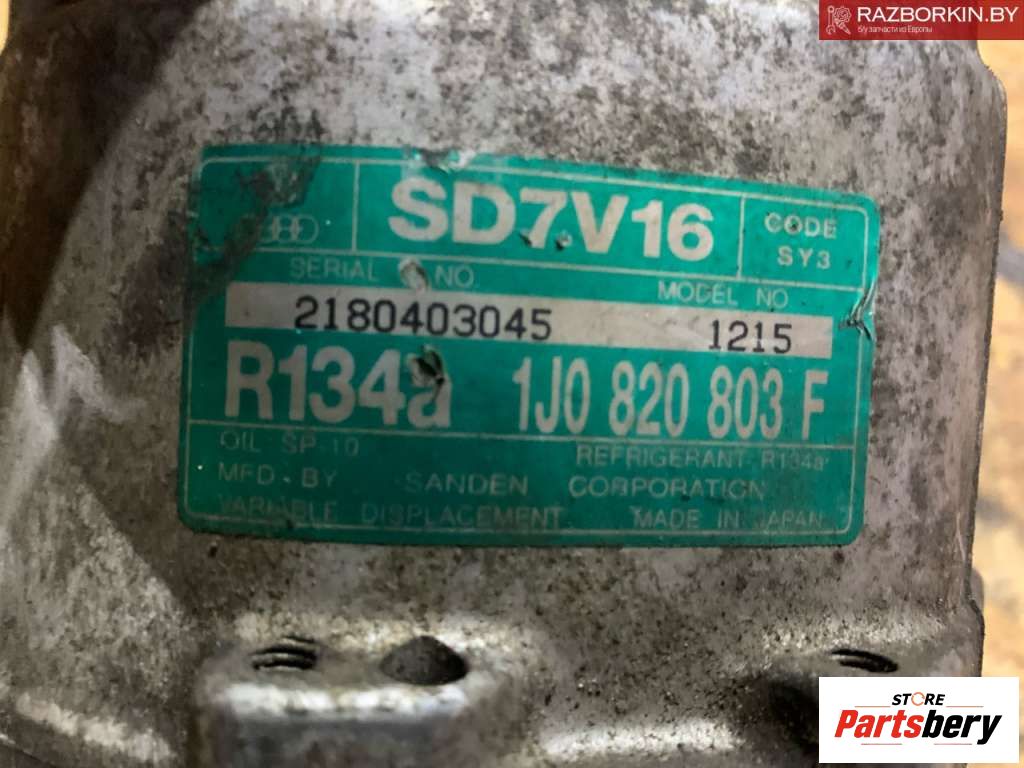 RAZBORKIN.BY
б/у запчасти из Европы
SD7V16
CODE
SY3
SERIAL NO.
MODEL NO
2180403045
1215
R134a
1J0 820 803 F
OIL SP-10
REFRIGERANT R134a
MFD. BY SANDEN CORPORATION
VARIABLE DISPLACEMENT
MADE IN JAPAN
STORE
Partsbery